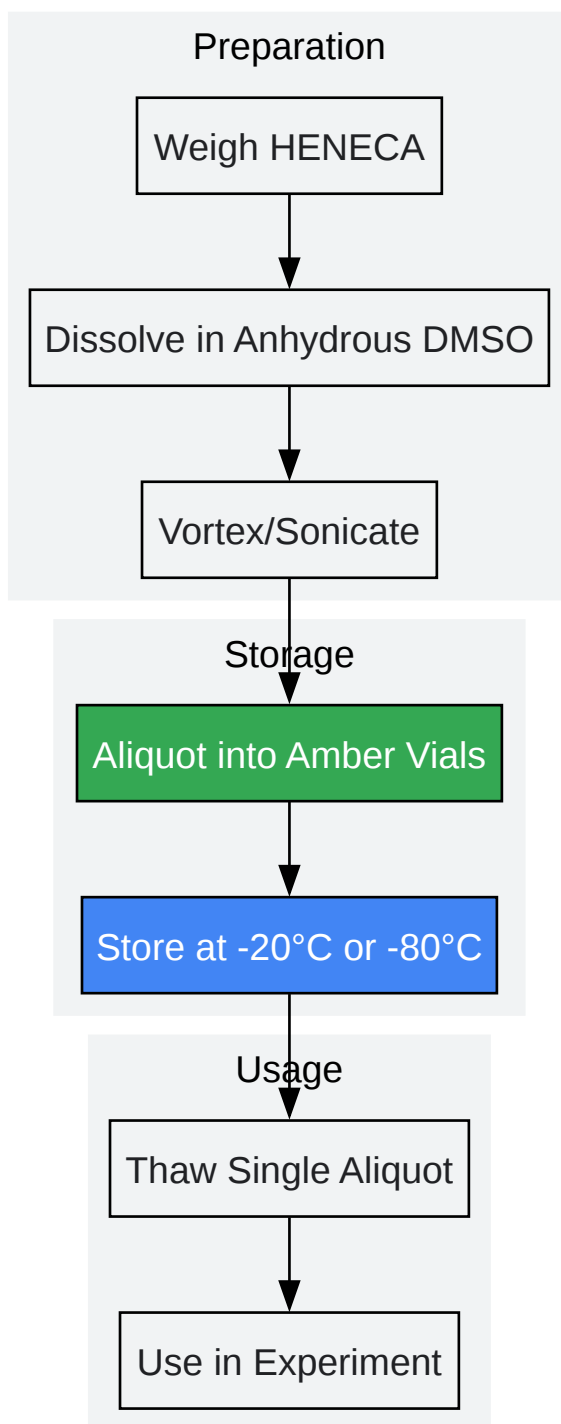 Preparation
Weigh HENECA
Dissolve in Anhydrous DMSO
Vortex/Sonicate
Storage
Aliquot into Amber Vials
Store at -20°C or -80°C
Usage
Thaw Single Aliquot
Use in Experiment